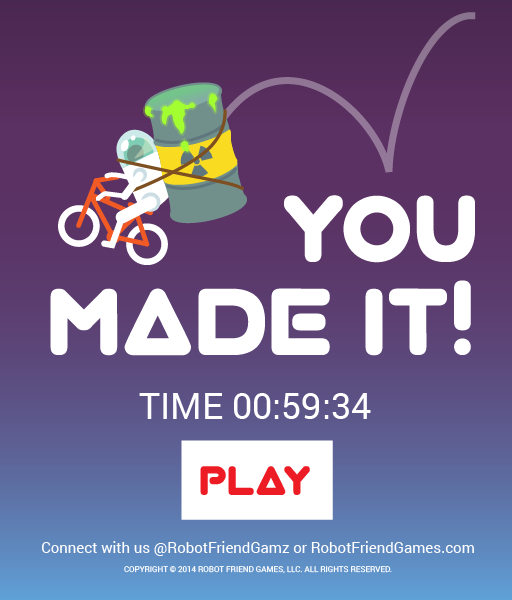 YOU
MADE IT!
TIME 00:59:34
PLAY
Connect with us @RobotFriendGamz or RobotFriendGames.com
COPYRIGHT © 2014 ROBOT FRIEND GAMES, LLC. ALL RIGHTS RESERVED.